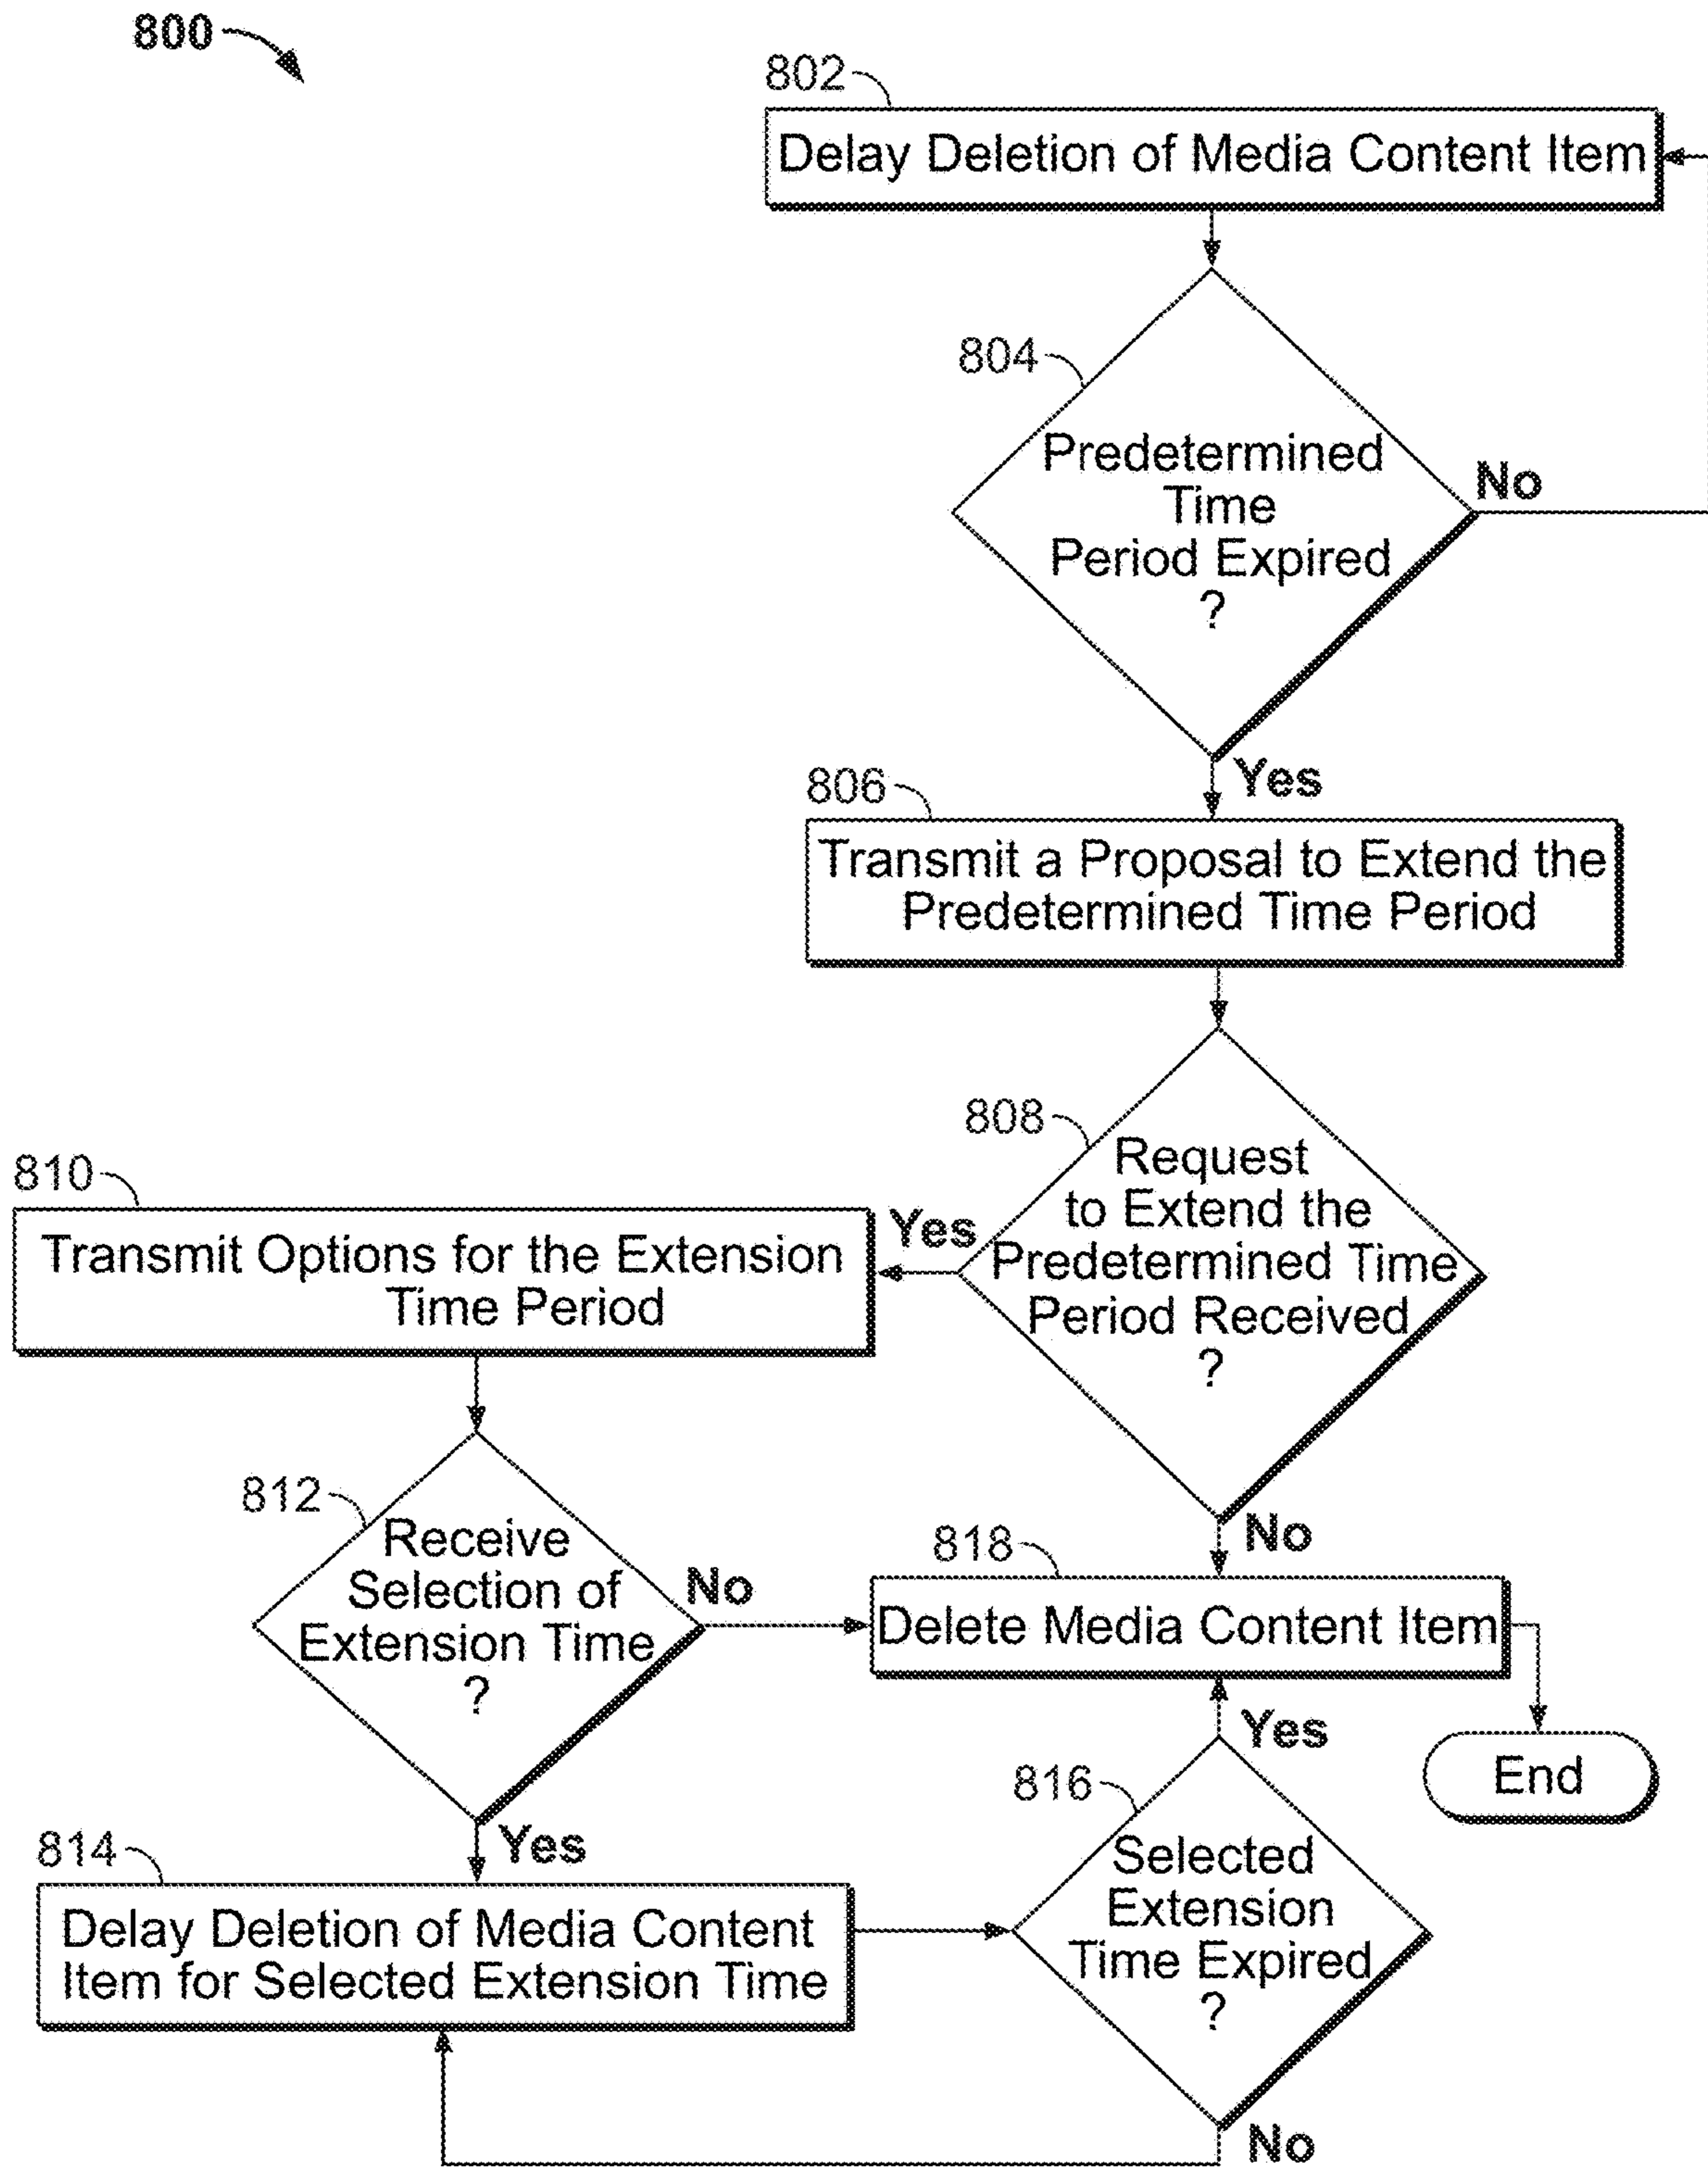 800
802
Delay Deletion of Media Content Item
804
Predetermined
Time
Period Expired
?
No
Yes
806
Transmit a Proposal to Extend the
Predetermined Time Period
808
Request
to Extend the
Predetermined Time
Period Received
?
Yes
No
810
Transmit Options for the Extension
Time Period
812
Receive
Selection of
Extension Time
?
No
Yes
818
Delete Media Content Item
End
814
Delay Deletion of Media Content
Item for Selected Extension Time
816
Selected
Extension
Time Expired
?
Yes
No